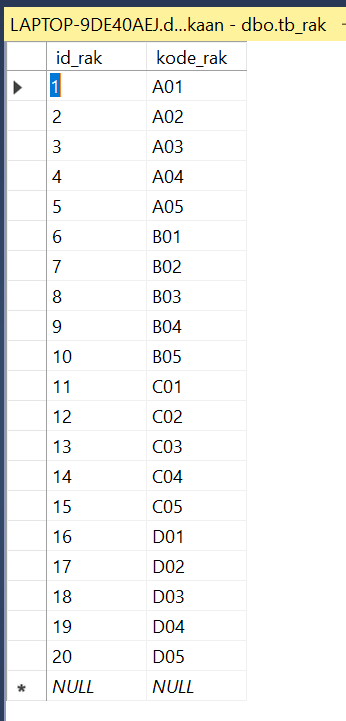 LAPTOP-9DE40AEJ.d...kaan - dbo.tb_rak
id_rak kode_rak
1 A01
2 A02
3 A03
4 A04
5 A05
6 B01
7 B02
8 B03
9 B04
10 B05
11 C01
12 C02
13 C03
14 C04
15 C05
16 D01
17 D02
18 D03
19 D04
20 D05
* NULL NULL